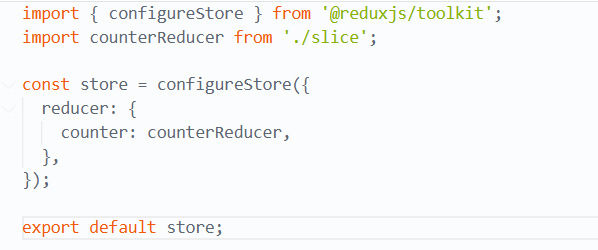 import { configureStore } from '@reduxjs/toolkit';
import counterReducer from './slice';
const store = configureStore({
  reducer: {
    counter: counterReducer,
  },
});
export default store;